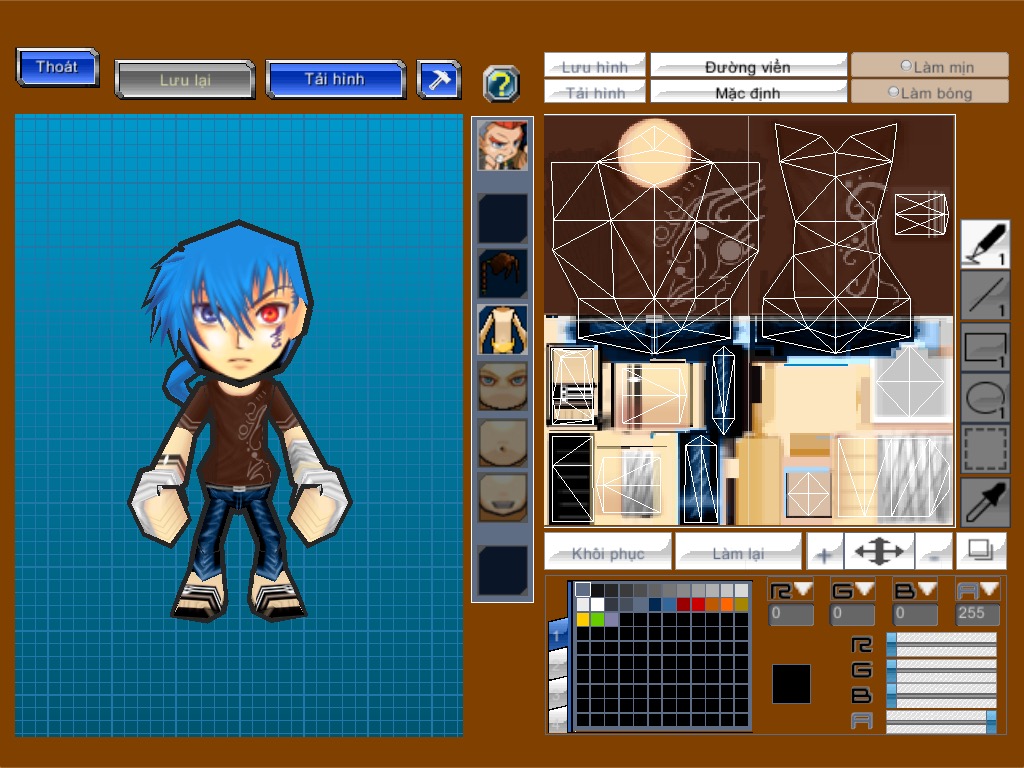 Thoát
Lưu lại
Tải hình
?
Lưu hình
Đường viền
Làm mịn
Tải hình
Mặc định
Làm bóng
1
1
1
1
Khôi phục
Làm lại
+
-
R
G
B
A
0
0
0
255
1
R
G
B
A